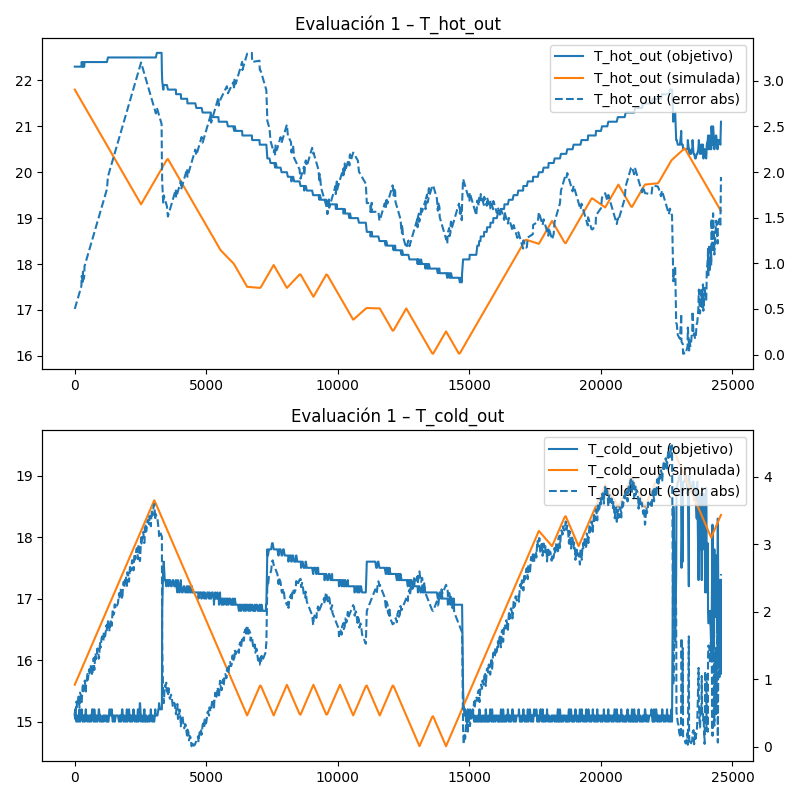 Evaluación 1 – T_hot_out
T_hot_out (objetivo)
T_hot_out (simulada)
T_hot_out (error abs)
22
21
20
19
18
17
16
3.0
2.5
2.0
1.5
1.0
0.5
0.0
0 5000 10000 15000 20000 25000
Evaluación 1 – T_cold_out
T_cold_out (objetivo)
T_cold_out (simulada)
T_cold_out (error abs)
19
18
17
16
15
4
3
2
1
0
0 5000 10000 15000 20000 25000